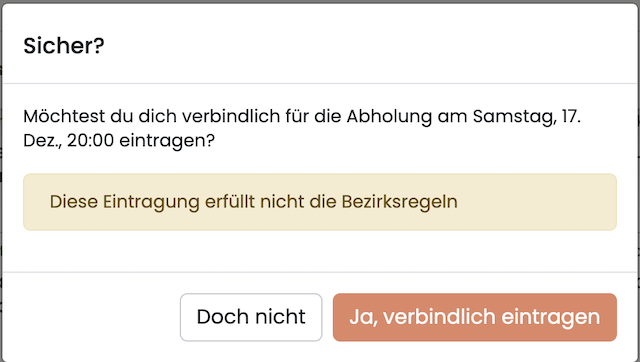 Sicher?
Möchtest du dich verbindlich für die Abholung am Samstag, 17.
Dez., 20:00 eintragen?
Diese Eintragung erfüllt nicht die Bezirksregeln
Doch nicht
Ja, verbindlich eintragen